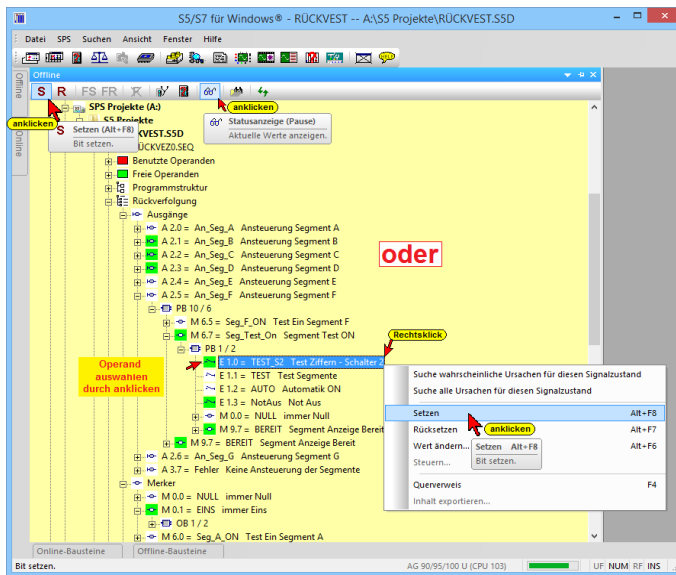 S5/S7 für Windows® - RÜCKVEST -- A:\S5 Projekte\RÜCKVEST.S5D
Datei SPS Suchen Ansicht Fenster Hilfe
Offline
Offline
Online
S R FS FR
SPS Projekte (A:)
anklicken
S5 Projekte
anklicken
S Setzen (Alt+F8)
Bit setzen.
Statusanzeige (Pause)
Aktuelle Werte anzeigen.
KVEST.S5D
ÜCKVEZ0.SEQ
Benutzte Operanden
Freie Operanden
Programmstruktur
Rückverfolgung
Ausgänge
A 2.0 = An_Seg_A Ansteuerung Segment A
A 2.1 = An_Seg_B Ansteuerung Segment B
A 2.2 = An_Seg_C Ansteuerung Segment C
A 2.3 = An_Seg_D Ansteuerung Segment D
A 2.4 = An_Seg_E Ansteuerung Segment E
A 2.5 = An_Seg_F Ansteuerung Segment F
oder
PB 10 / 6
M 6.5 = Seg_F_ON Test Ein Segment F
M 6.7 = Seg_Test_On Segment Test ON
Rechtsklick
PB 1 / 2
E 1.0 = TEST_S2 Test Ziffern - Schalter 2
E 1.1 = TEST Test Segmente
E 1.2 = AUTO Automatik ON
E 1.3 = NotAus Not Aus
M 0.0 = NULL immer Null
M 9.7 = BEREIT Segment Anzeige Bereit
M 9.7 = BEREIT Segment Anzeige Bereit
Operand
auswahlen
durch anklicken
A 2.6 = An_Seg_G Ansteuerung Segment G
A 3.7 = Fehler Keine Ansteuerung der Segmente
Merker
M 0.0 = NULL immer Null
M 0.1 = EINS immer Eins
OB 1 / 2
M 6.0 = Seg_A_ON Test Ein Segment A
Suche wahrscheinliche Ursachen für diesen Signalzustand
Suche alle Ursachen für diesen Signalzustand
Setzen Alt+F8
Rücksetzen Alt+F7
anklicken
Wert ändern... Alt+F6
Setzen Alt+F8
Bit setzen.
Steuern...
Querverweis F4
Inhalt exportieren...
Online-Bausteine Offline-Bausteine
Bit setzen. AG 90/95/100 U (CPU 103) UF NUM RF INS